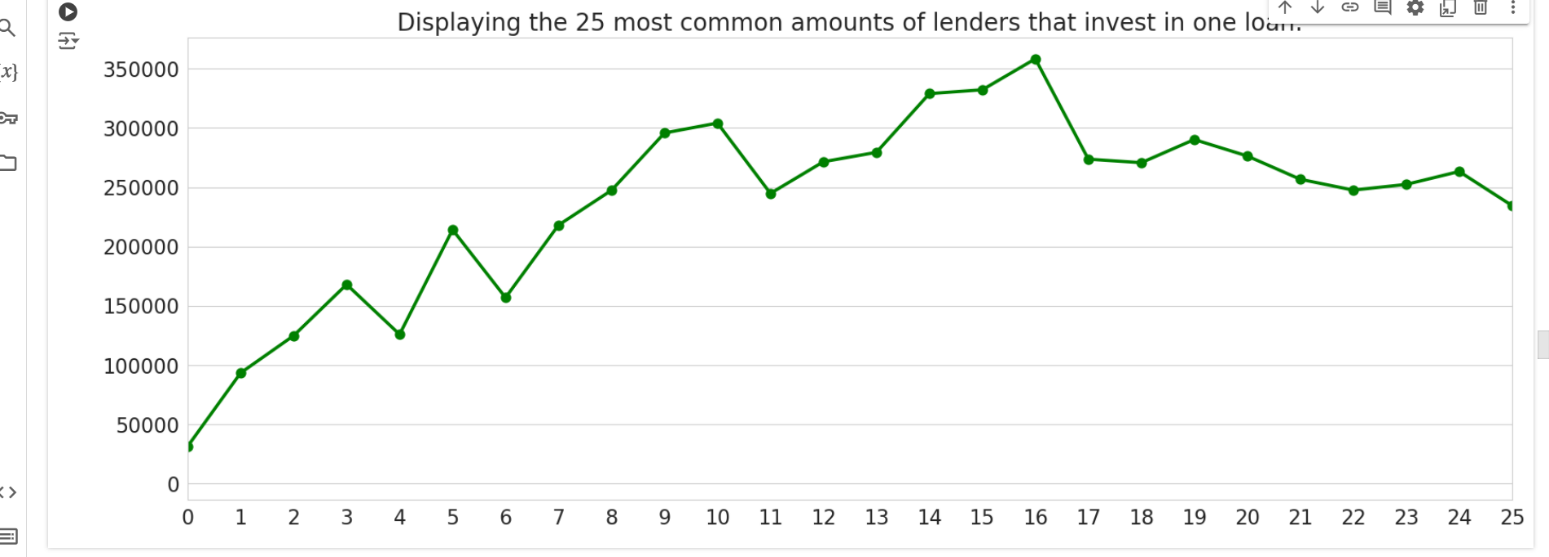 Displaying the 25 most common amounts of lenders that invest in one loan.
{x}
350000
300000
250000
200000
150000
100000
50000
0
0 1 2 3 4 5 6 7 8 9 10 11 12 13 14 15 16 17 18 19 20 21 22 23 24 25